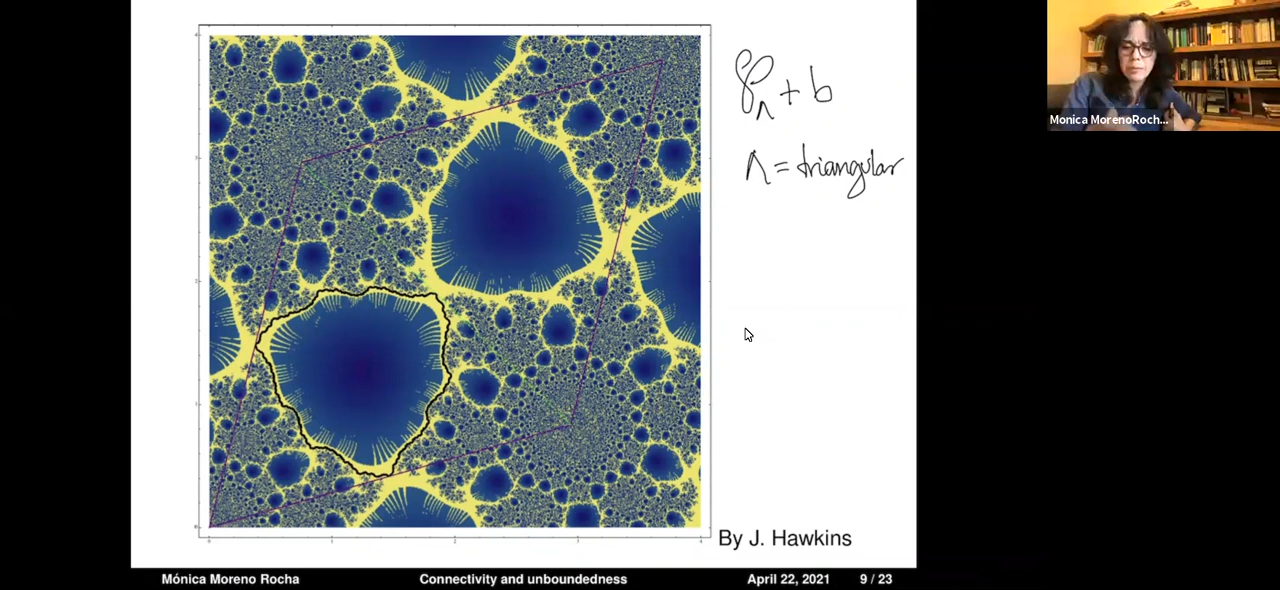 ℘Λ + b
Λ = triangular
Monica MorenoRoch...
By J. Hawkins
Mónica Moreno Rocha
Connectivity and unboundedness
April 22, 2021
9 / 23